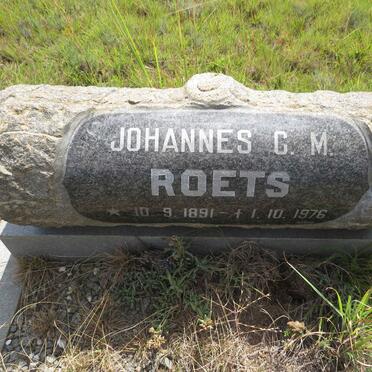 JOHANNES G. M.
ROETS
★ 10.9.1891 - ✝ 1.10.1976